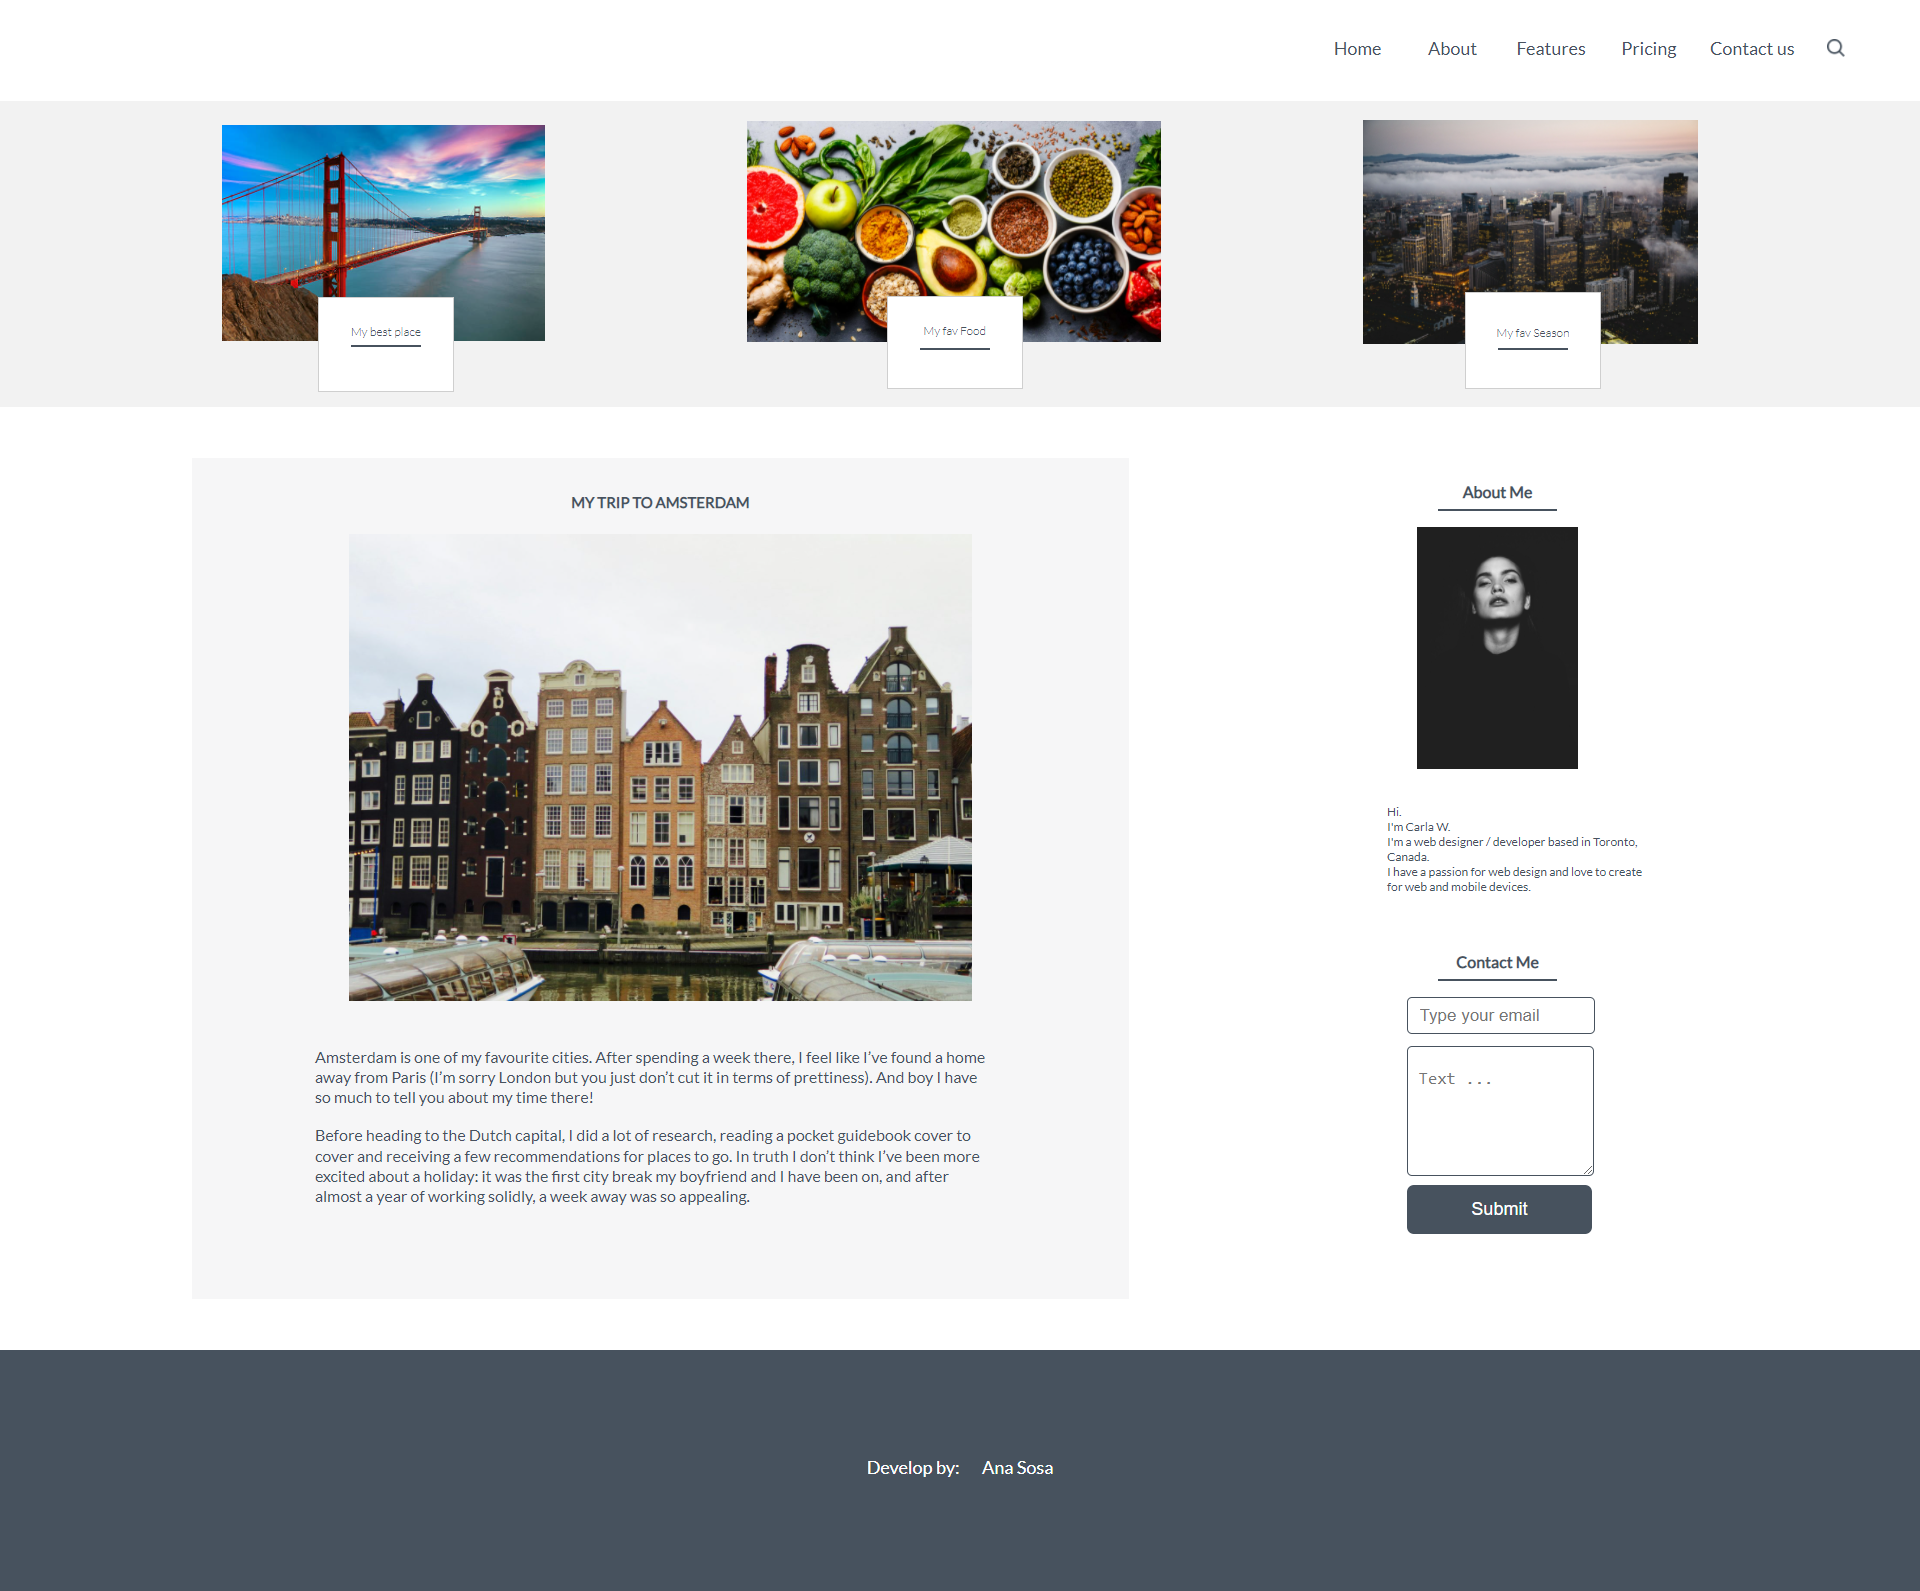 Home About Features Pricing Contact us
My best place
My fav Food
My fav Season
MY TRIP TO AMSTERDAM
Amsterdam is one of my favourite cities. After spending a week there, I feel like I’ve found a home
away from Paris (I’m sorry London but you just don’t cut it in terms of prettiness). And boy I have
so much to tell you about my time there!
Before heading to the Dutch capital, I did a lot of research, reading a pocket guidebook cover to
cover and receiving a few recommendations for places to go. In truth I don’t think I’ve been more
excited about a holiday: it was the first city break my boyfriend and I have been on, and after
almost a year of working solidly, a week away was so appealing.
About Me
Hi.
I'm Carla W.
I'm a web designer / developer based in Toronto,
Canada.
I have a passion for web design and love to create
for web and mobile devices.
Contact Me
Type your email
Text ...
Submit
Develop by: Ana Sosa